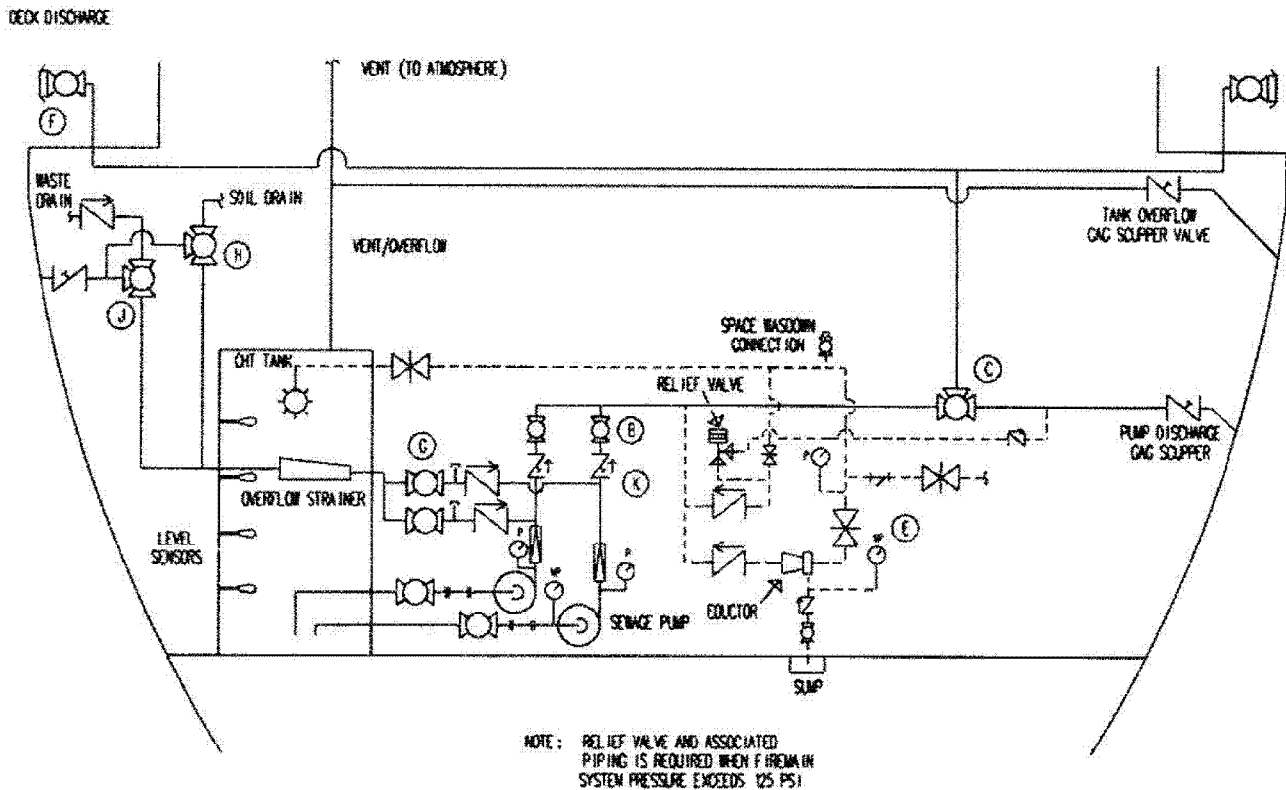 DECK DISCHARGE
VENT (TO ATMOSPHERE)
F
WASTE
DRAIN
SOIL DRAIN
H
VENT/OVERFLOW
TANK OVERFLOW
GAG SCUPPER VALVE
J
SPACE WASDOWN
CONNECTION
CHT TANK
RELIEF VALVE
C
G
B
P
PUMP DISCHARGE
GAG SCUPPER
K
OVERFLOW STRAINER
LEVEL
SENSORS
E
P
P
EDUCTOR
SEWAGE PUMP
SUMP
NOTE: RELIEF VALVE AND ASSOCIATED
PIPING IS REQUIRED WHEN FIREMAIN
SYSTEM PRESSURE EXCEEDS 125 PSI